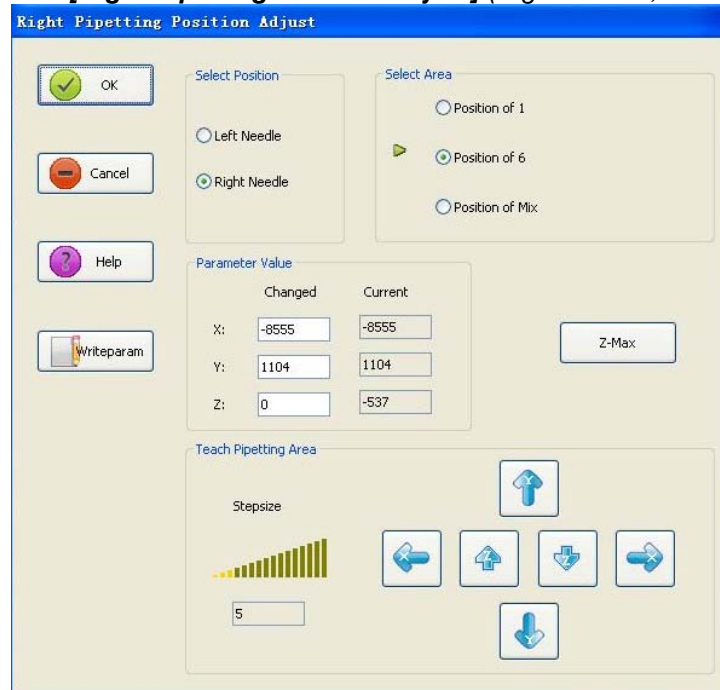 Right Pipetting Position Adjust
OK
Cancel
Help
Writeparam
Select Position
Left Needle
Right Needle
Select Area
Position of 1
Position of 6
Position of Mix
Parameter Value
Changed Current
X: -8555 -8555
Y: 1104 1104
Z: 0 -537
Z-Max
Teach Pipetting Area
Stepsize
5
Y
X Z Z X
Y